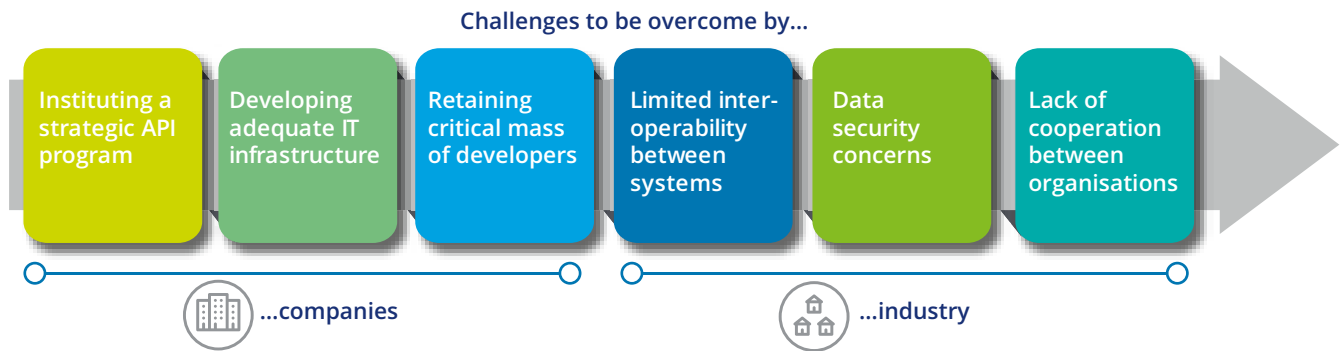 Challenges to be overcome by...
Instituting a
strategic API
program
Developing
adequate IT
infrastructure
Retaining
critical mass
of developers
Limited inter-
operability
between
systems
Data
security
concerns
Lack of
cooperation
between
organisations
...companies
...industry